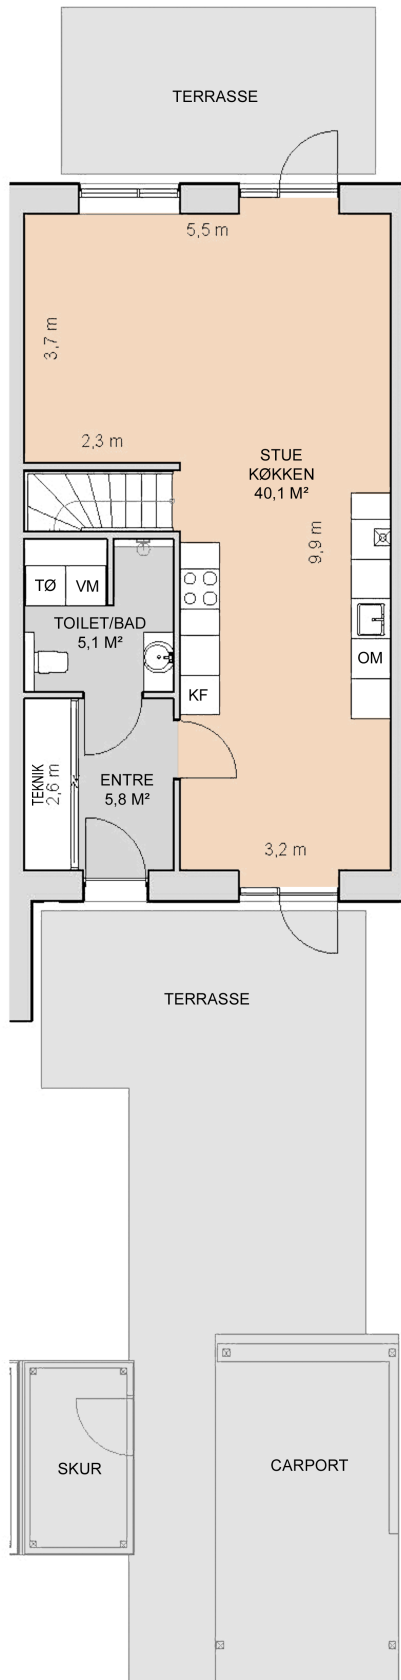 TERRASSE
5,5 m
3,7 m
2,3 m
STUE
KØKKEN
40,1 M²
9,9 m
TØ
VM
TOILET/BAD
5,1 M²
OM
KF
TEKNIK
2,6 m
ENTRE
5,8 M²
3,2 m
TERRASSE
SKUR
CARPORT